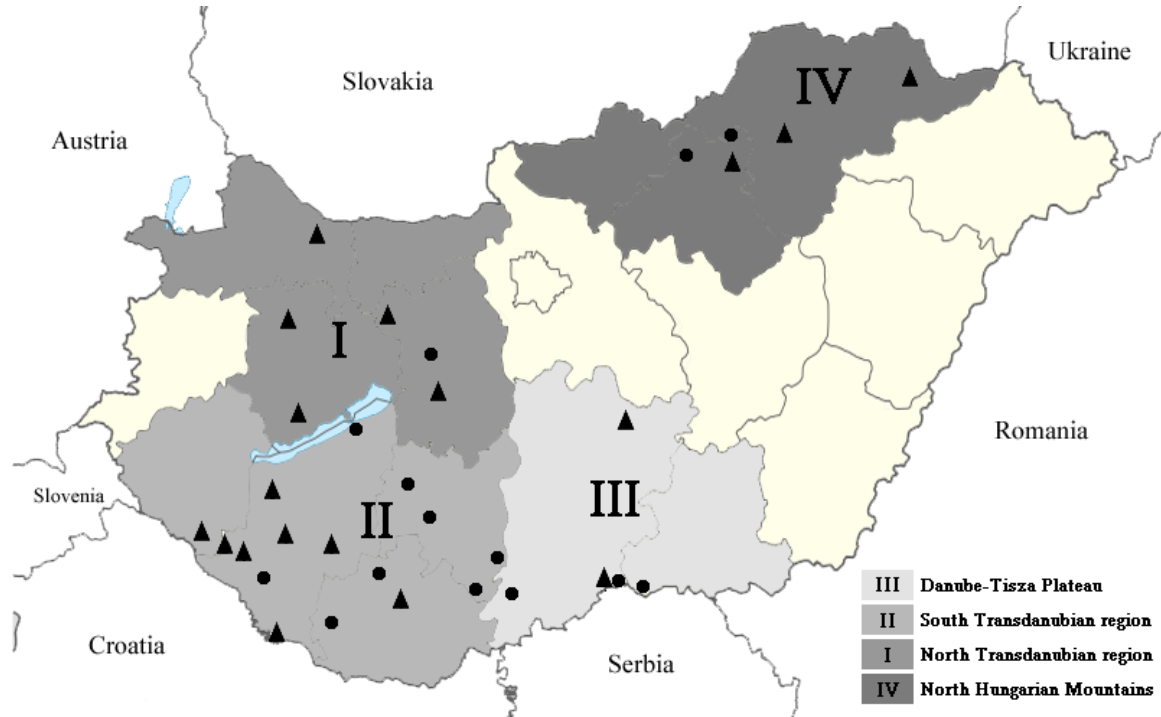 Ukraine
Slovakia
IV
Austria
I
Romania
Slovenia
II
III
III Danube-Tisza Plateau
II South Transdanubian region
I North Transdanubian region
IV North Hungarian Mountains
Croatia
Serbia